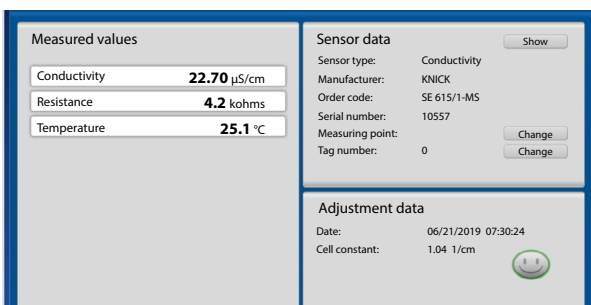 Measured values
Conductivity 22.70 µS/cm
Resistance 4.2 kohms
Temperature 25.1 °C
Sensor data Show
Sensor type: Conductivity
Manufacturer: KNICK
Order code: SE 615/1-MS
Serial number: 10557
Measuring point: Change
Tag number: 0 Change
Adjustment data
Date: 06/21/2019 07:30:24
Cell constant: 1.04 1/cm